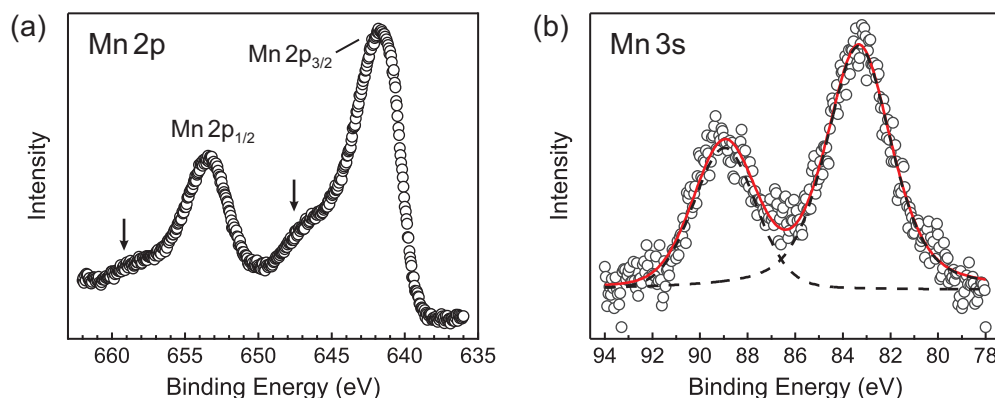 (a)
Mn 2p
Mn 2p3/2
Mn 2p1/2
Intensity
660 655 650 645 640 635
Binding Energy (eV)
(b)
Mn 3s
Intensity
94 92 90 88 86 84 82 80 78
Binding Energy (eV)